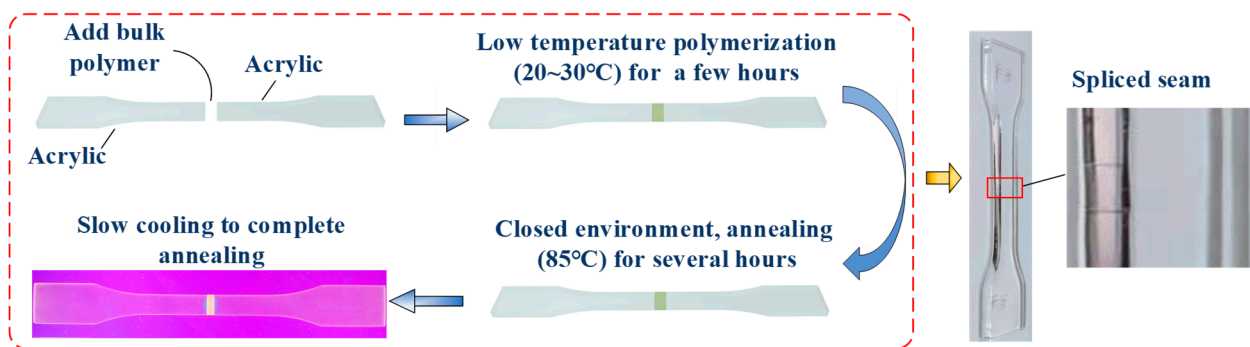 Add bulk
polymer
Acrylic
Acrylic
Low temperature polymerization
(20~30℃) for a few hours
Closed environment, annealing
(85℃) for several hours
Slow cooling to complete
annealing
Spliced seam